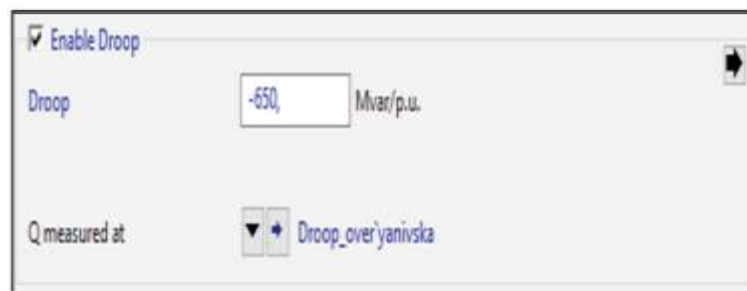 Enable Droop
Droop -650, Mvar/p.u.
Q measured at Droop_over`yanivska